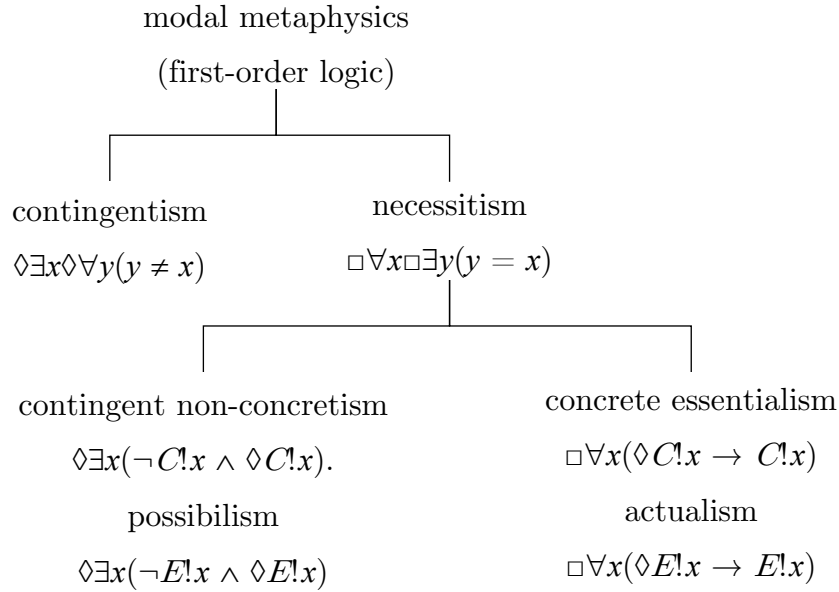 modal metaphysics
(first-order logic)
contingentism
◊∃x◊∀y(y ≠ x)
necessitism
□∀x□∃y(y = x)
contingent non-concretism
◊∃x(¬C!x ∧ ◊C!x).
possibilism
◊∃x(¬E!x ∧ ◊E!x)
concrete essentialism
□∀x(◊C!x → C!x)
actualism
□∀x(◊E!x → E!x)